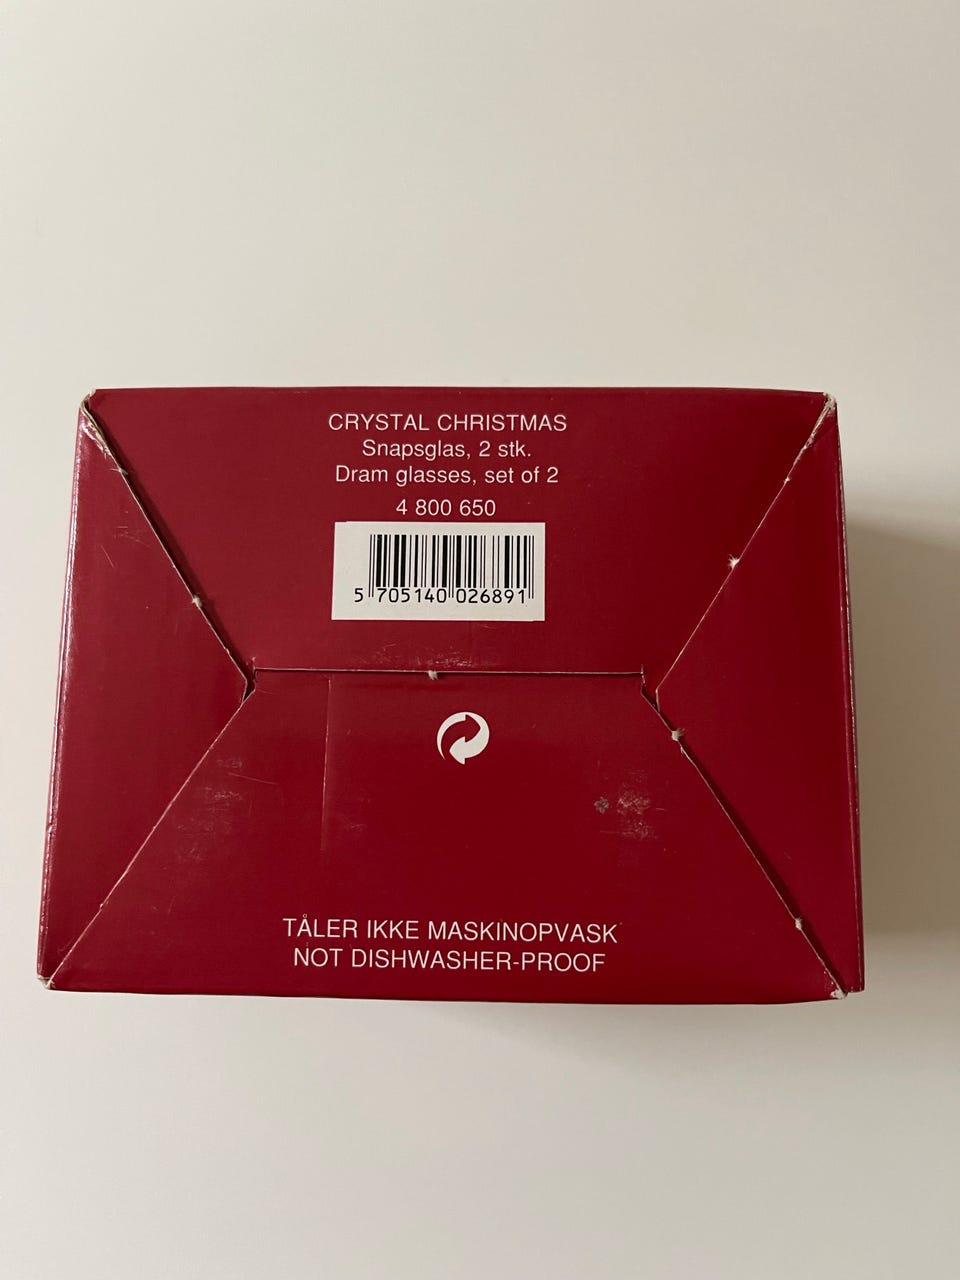 CRYSTAL CHRISTMAS
Snapsglas, 2 stk.
Dram glasses, set of 2
4 800 650
5 705140 026891
TÅLER IKKE MASKINOPVASK
NOT DISHWASHER-PROOF